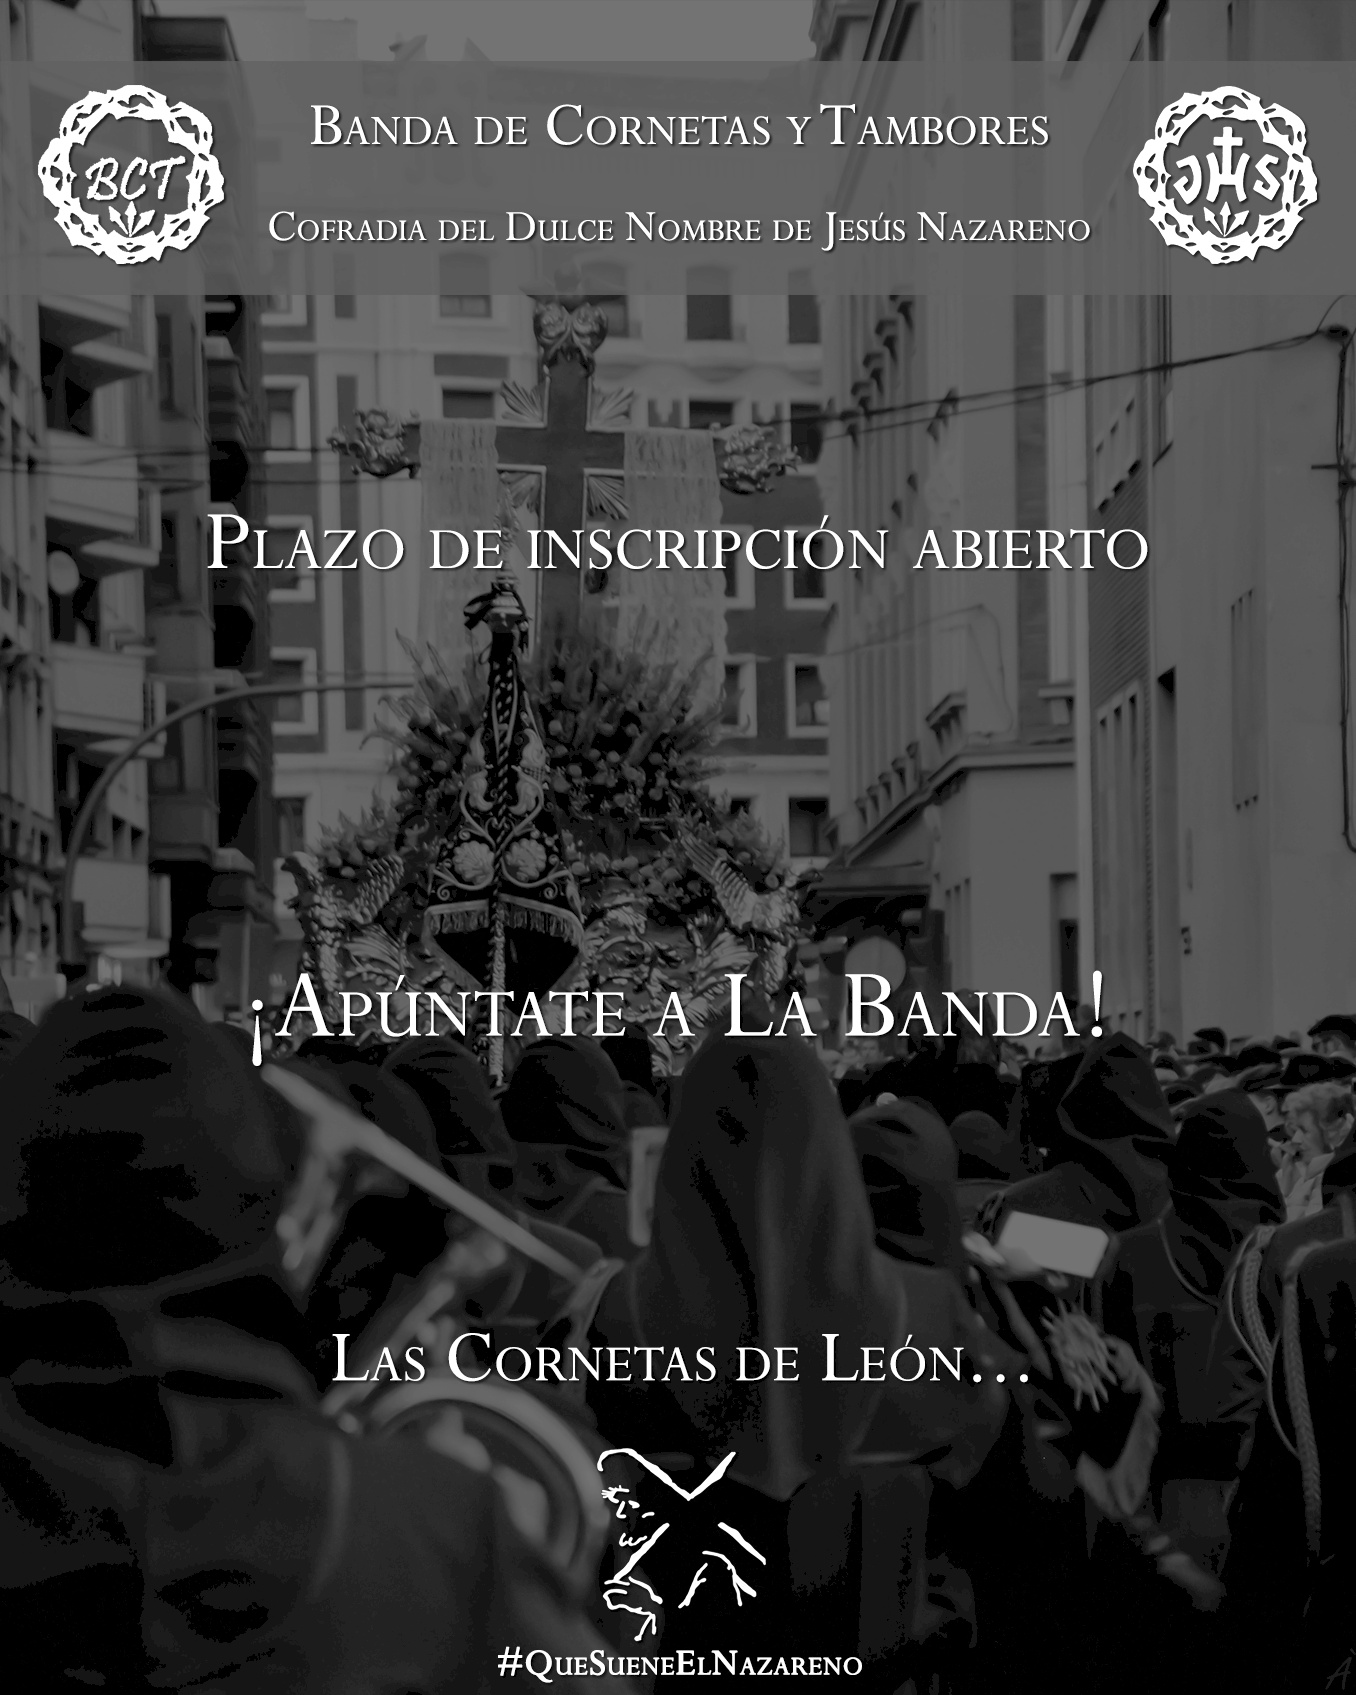 BCT
BANDA DE CORNETAS Y TAMBORES
JHS
COFRADIA DEL DULCE NOMBRE DE JESÚS NAZARENO
PLAZO DE INSCRIPCIÓN ABIERTO
¡APÚNTATE A LA BANDA!
LAS CORNETAS DE LEÓN...
#QUESUENEELNAZARENO